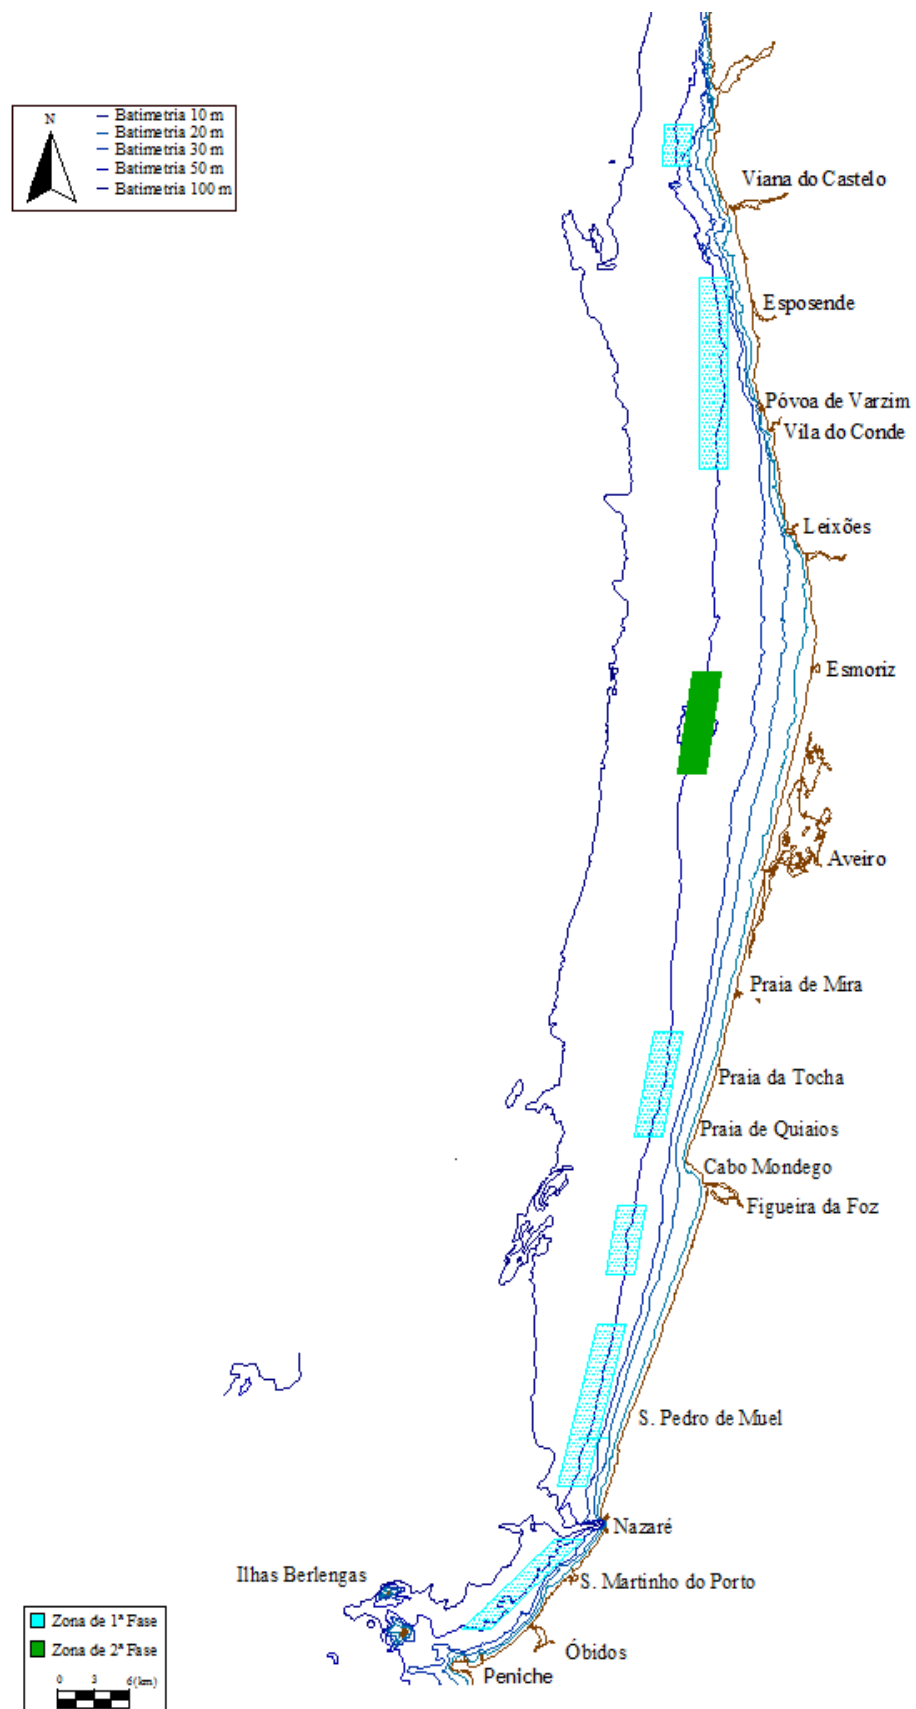 N
Batimetria 10 m
Batimetria 20 m
Batimetria 30 m
Batimetria 50 m
Batimetria 100 m
Viana do Castelo
Esposende
Póvoa de Varzim
Vila do Conde
Leixões
Esmoriz
Aveiro
Praia de Mira
Praia da Tocha
Praia de Quiaios
Cabo Mondego
Figueira da Foz
S. Pedro de Muel
Nazaré
Ilhas Berlengas
S. Martinho do Porto
Óbidos
Peniche
Zona de 1ª Fase
Zona de 2ª Fase
0 3 6 (km)